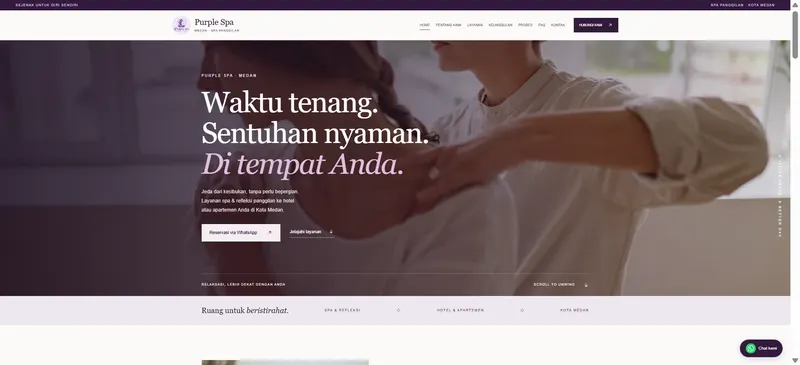 SEJENAK UNTUK DIRI SENDIRI
SPA PANGGILAN · KOTA MEDAN
Purple Spa
MEDAN · SPA PANGGILAN
HOME
TENTANG KAMI
LAYANAN
KEUNGGULAN
PROSES
FAQ
KONTAK
HUBUNGI KAMI
PURPLE SPA · MEDAN
Waktu tenang.
Sentuhan nyaman.
Di tempat Anda.
Jeda dari kesibukan, tanpa perlu bepergian.
Layanan spa & refleksi panggilan ke hotel
atau apartemen Anda di Kota Medan.
Reservasi via WhatsApp ↗
Jelajahi layanan ↓
RELAKSASI, LEBIH DEKAT DENGAN ANDA
SCROLL TO UNWIND ↓
Ruang untuk beristirahat.
SPA & REFLEKSI
HOTEL & APARTEMEN
KOTA MEDAN
Chat kami